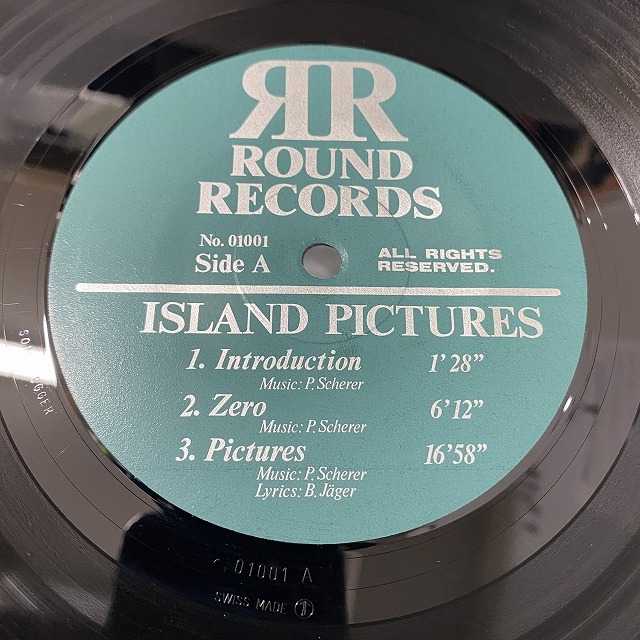 RR
ROUND
RECORDS
No. 01001
Side A
ALL RIGHTS
RESERVED.
ISLAND PICTURES
1. Introduction 1'28”
Music: P. Scherer
2. Zero 6'12”
Music: P. Scherer
3. Pictures 16'58”
Music: P. Scherer
Lyrics: B. Jäger
01001 A
SWISS MADE 1